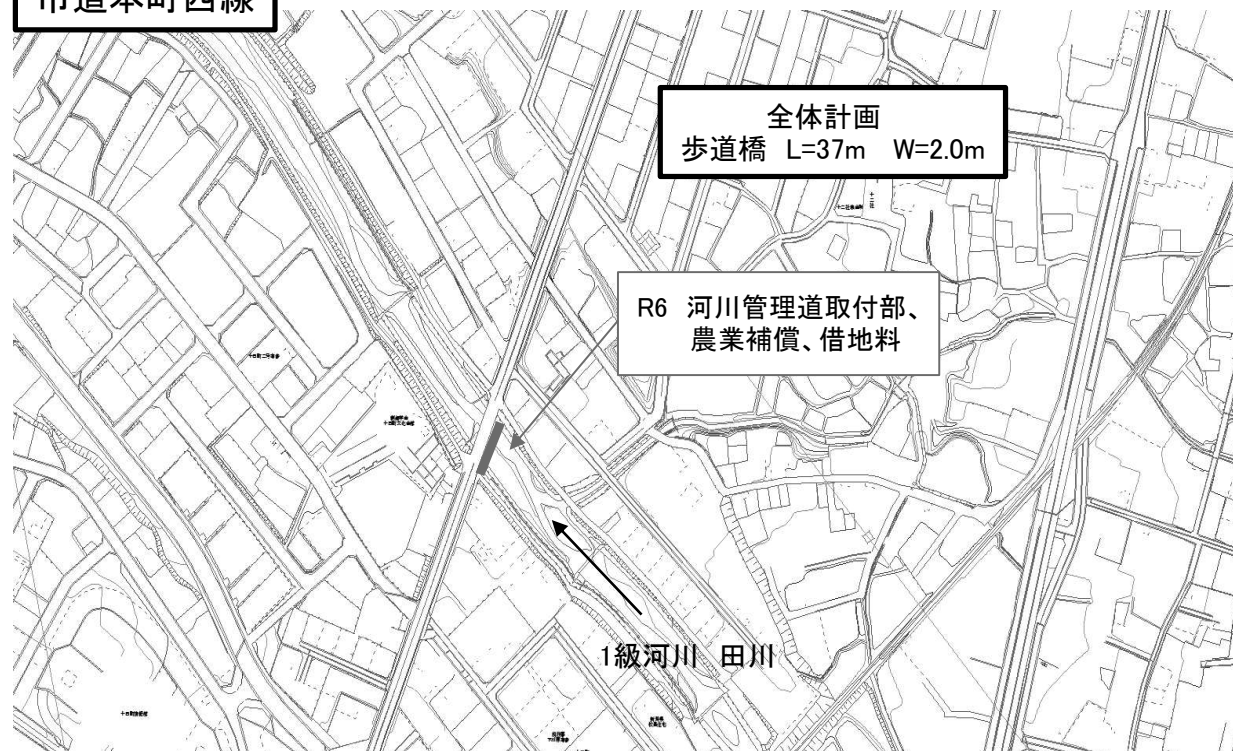 市道本町西線
全体計画
歩道橋 L=37m W=2.0m
R6 河川管理道取付部、
農業補償、借地料
1級河川 田川